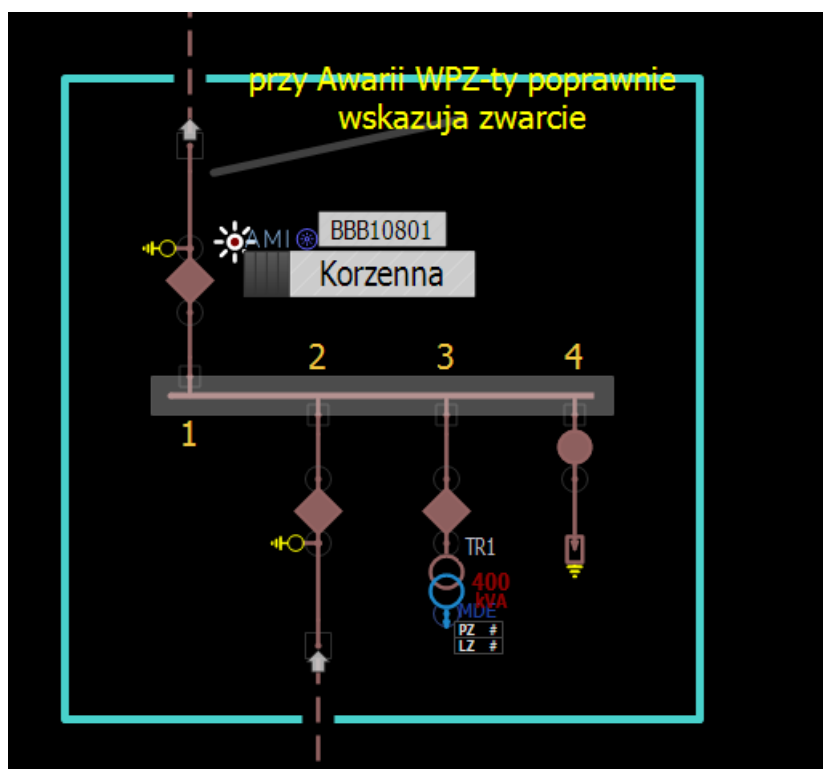 przy Awarii WPZ-ty poprawnie
wskazuja zwarcie
AMI
BBB10801
Korzenna
2 3 4
1
TR1
400
kVA
MDE
PZ #
LZ #